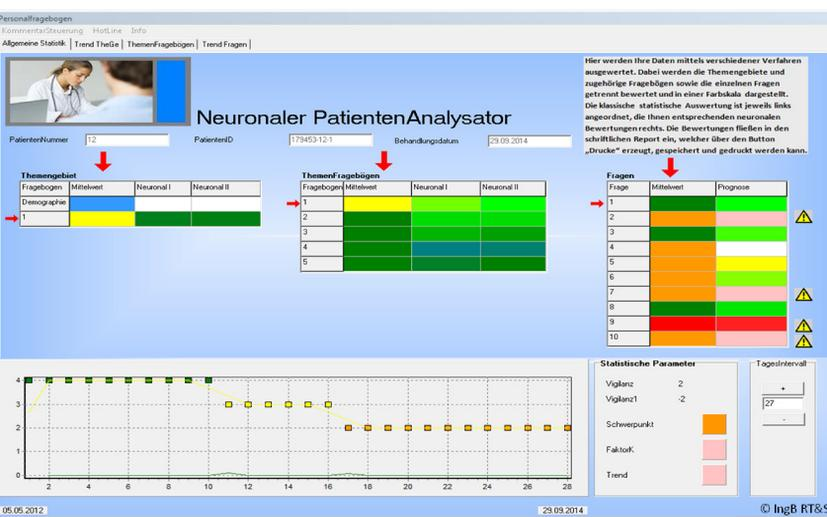 Personalfragebogen
KommentarSteuerung HotLine Info
Allgemeine Statistik Trend TheGe ThemenFragebögen Trend Fragen
Hier werden Ihre Daten mittels verschiedener Verfahren
ausgewertet. Dabei werden die Themengebiete und
zugehörige Fragebögen sowie die einzelnen Fragen
getrennt bewertet und in einer Farbskala dargestellt.
Die klassische statistische Auswertung ist jeweils links
angeordnet, die Ihnen entsprechenden neuronalen
Bewertungen rechts. Die Bewertungen fließen in den
schriftlichen Report ein, welcher über den Button
„Drucke“ erzeugt, gespeichert und gedruckt werden kann.
Neuronaler PatientenAnalysator
PatientenNummer 12 PatientenID 179453-12-1 Behandlungsdatum 29.09.2014
Themengebiet
Fragebogen Mittelwert Neuronal I Neuronal II
Demographie
1
ThemenFragebögen
Fragebogen Mittelwert Neuronal I Neuronal II
1
2
3
4
5
Fragen
Frage Mittelwert Prognose
1
2
3
4
5
6
7
8
9
10
4
3
2
1
0
2 4 6 8 10 12 14 16 18 20 22 24 26 28
05.05.2012 29.09.2014
Statistische Parameter
Vigilanz 2
Vigilanz1 -2
Schwerpunkt
FaktorK
Trend
TagesIntervall
+
27
-
© IngB RT&S